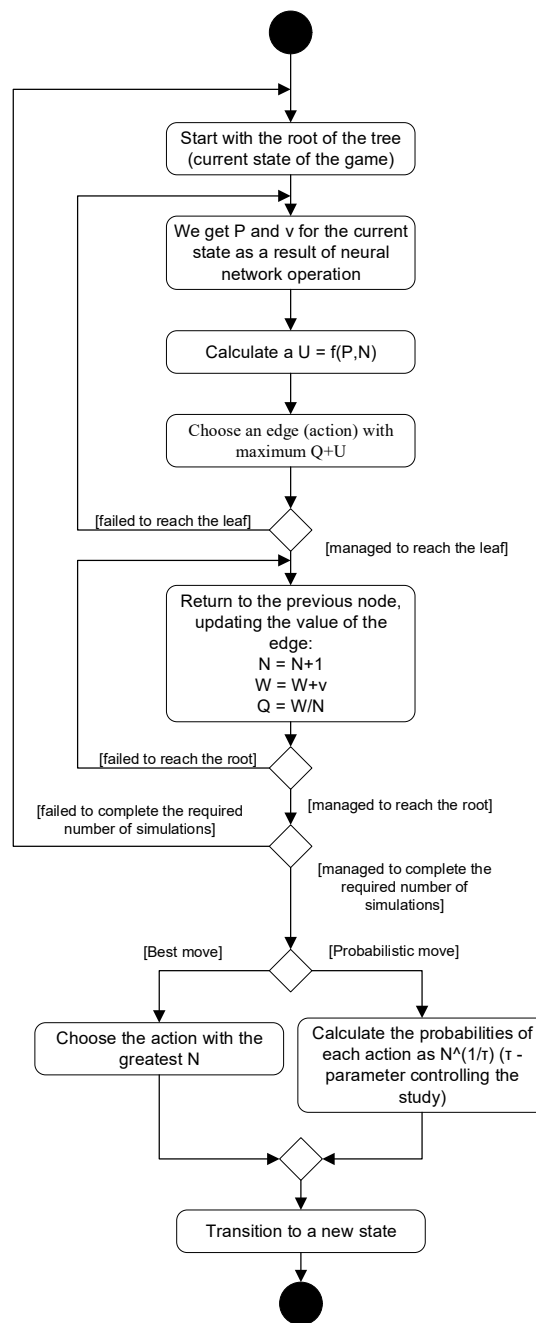 Start with the root of the tree
(current state of the game)
We get P and v for the current
state as a result of neural
network operation
Calculate a U = f(P,N)
Choose an edge (action) with
maximum Q+U
[failed to reach the leaf]
[managed to reach the leaf]
Return to the previous node,
updating the value of the
edge:
N = N+1
W = W+v
Q = W/N
[failed to reach the root]
[managed to reach the root]
[failed to complete the required
number of simulations]
[managed to complete the
required number of
simulations]
[Best move]
[Probabilistic move]
Choose the action with the
greatest N
Calculate the probabilities of
each action as N^(1/τ) (τ -
parameter controlling the
study)
Transition to a new state